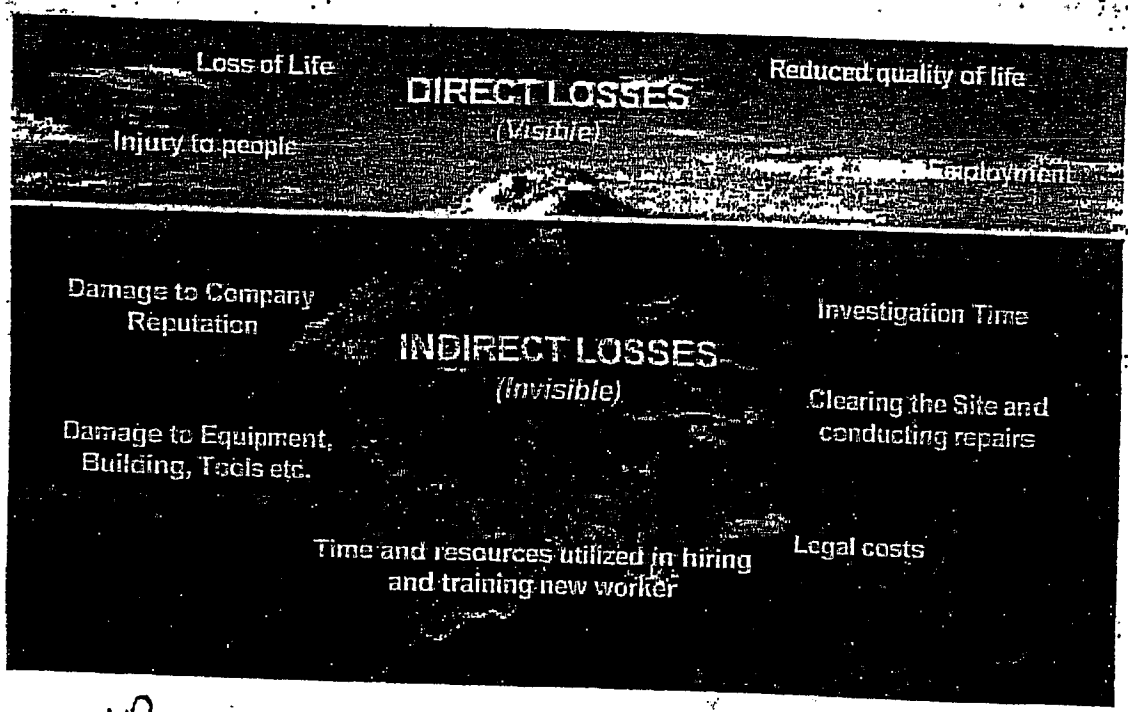 Loss of Life
DIRECT LOSSES
(Visible)
Reduced quality of life
Injury to people
Employment
Damage to Company
Reputation
INDIRECT LOSSES
(Invisible)
Investigation Time
Clearing the Site and
conducting repairs
Damage to Equipment,
Building, Tools etc.
Time and resources utilized in hiring
and training new worker
Legal costs